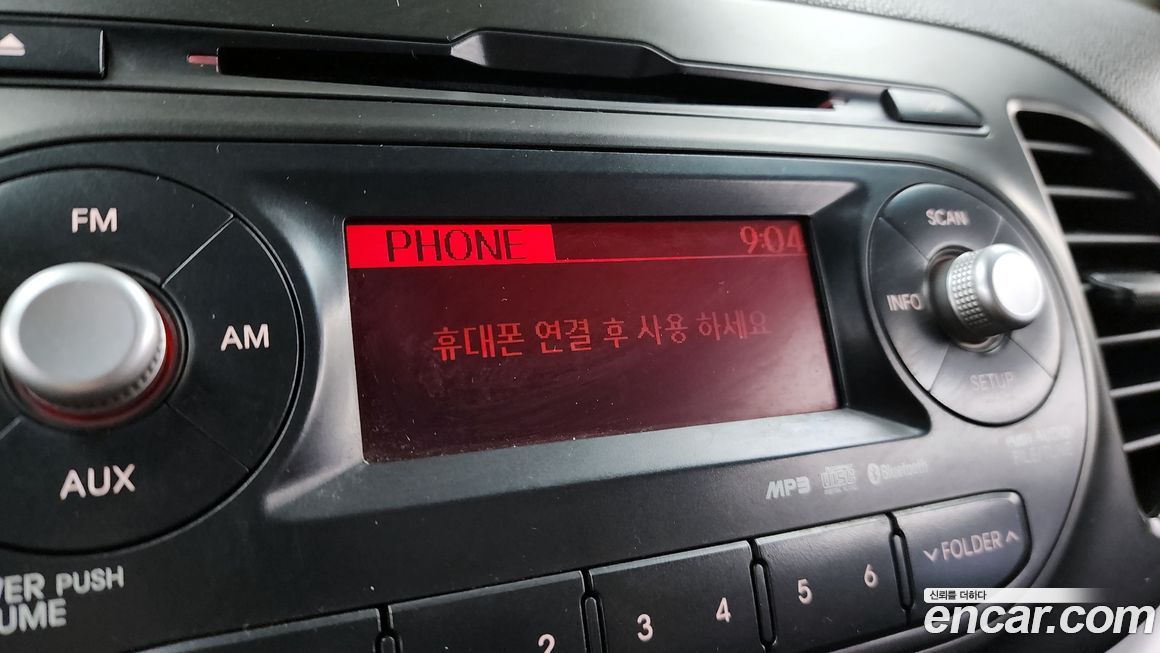 FM
AM
AUX
PHONE 9:04
휴대폰 연결 후 사용 하세요
SCAN
INFO
SETUP
MP3 Bluetooth
PUSH
2
3 4
5 6
FOLDER
신뢰를 더하다
encar.com